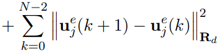 $+ \sum_{k=0}^{N-2} \left\| \mathbf{u}_j^e(k+1) - \mathbf{u}_j^e(k) \right\|_{\mathbf{R}_d}^2$